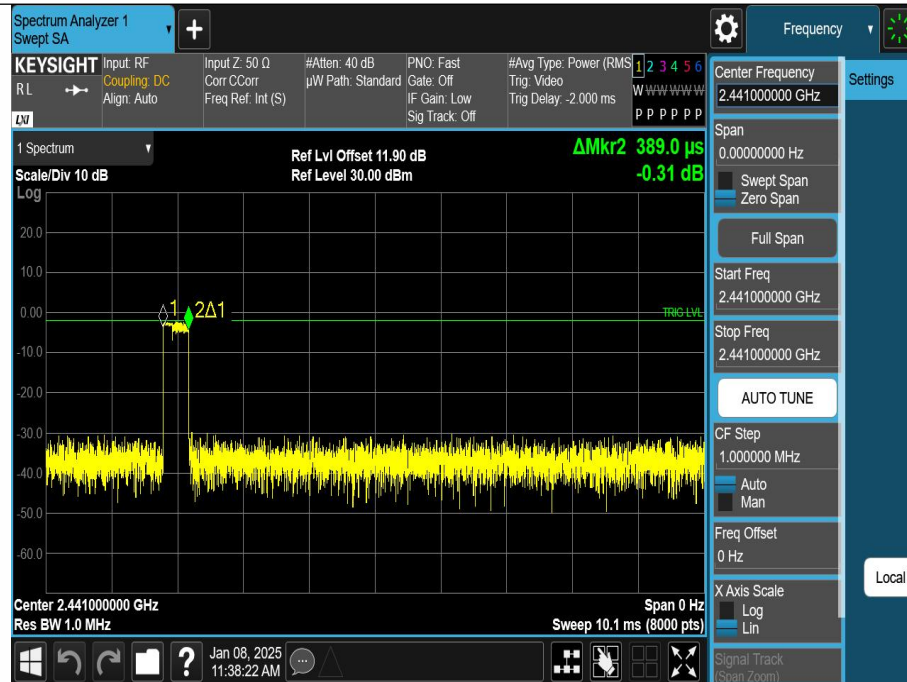 Spectrum Analyzer 1
Swept SA
+
Frequency
KEYSIGHT
R L
LXI
Input: RF
Coupling: DC
Align: Auto
Input Z: 50 Ω
Corr CCorr
Freq Ref: Int (S)
#Atten: 40 dB
µW Path: Standard
PNO: Fast
Gate: Off
IF Gain: Low
Sig Track: Off
#Avg Type: Power (RMS
Trig: Video
Trig Delay: -2.000 ms
1 2 3 4 5 6
W W W W W W
P P P P P P
1 Spectrum
Scale/Div 10 dB
Log
Ref Lvl Offset 11.90 dB
Ref Level 30.00 dBm
ΔMkr2 389.0 µs
-0.31 dB
20.0
10.0
0.00
-10.0
-20.0
-30.0
-40.0
-50.0
-60.0
1
2Δ1
TRIG LVL
Center 2.441000000 GHz
Res BW 1.0 MHz
Span 0 Hz
Sweep 10.1 ms (8000 pts)
Jan 08, 2025
11:38:22 AM
?
Center Frequency
2.441000000 GHz
Settings
Span
0.00000000 Hz
Swept Span
Zero Span
Full Span
Start Freq
2.441000000 GHz
Stop Freq
2.441000000 GHz
AUTO TUNE
CF Step
1.000000 MHz
Auto
Man
Freq Offset
0 Hz
Local
X Axis Scale
Log
Lin
Signal Track
(Span Zoom)